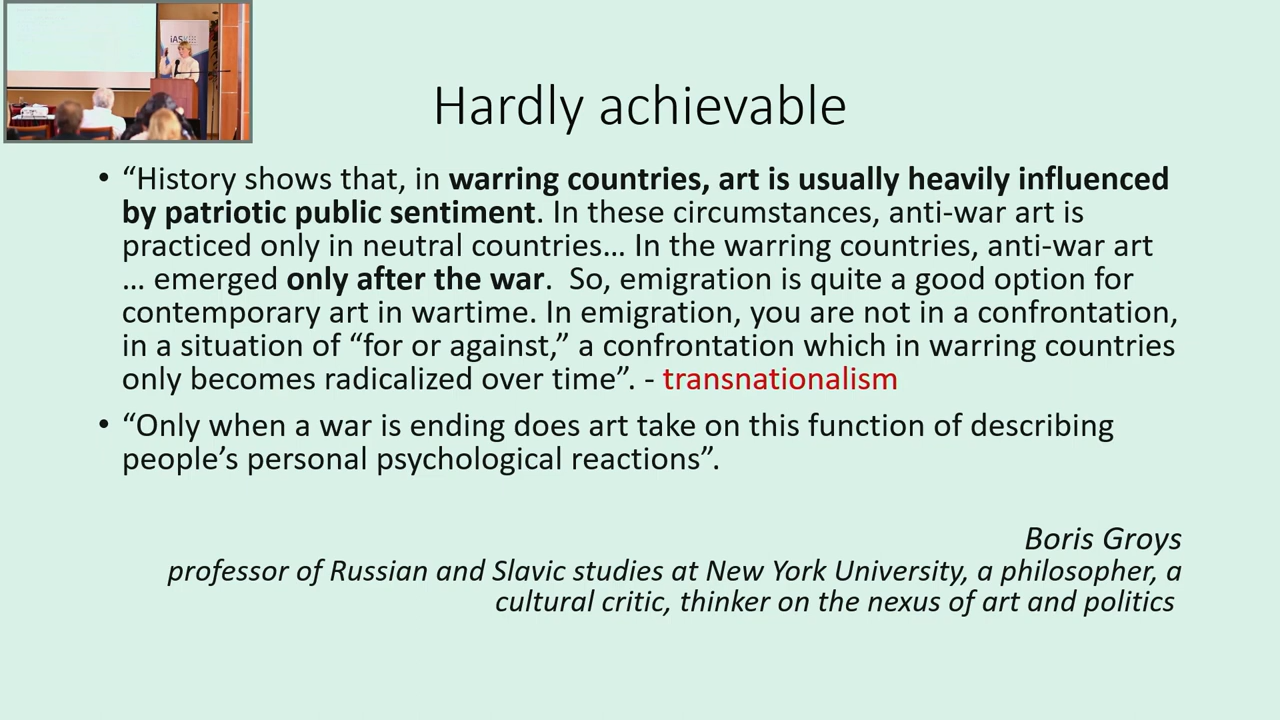 iASK
Hardly achievable
• “History shows that, in warring countries, art is usually heavily influenced
by patriotic public sentiment. In these circumstances, anti-war art is
practiced only in neutral countries… In the warring countries, anti-war art
… emerged only after the war.  So, emigration is quite a good option for
contemporary art in wartime. In emigration, you are not in a confrontation,
in a situation of “for or against,” a confrontation which in warring countries
only becomes radicalized over time”. - transnationalism
• “Only when a war is ending does art take on this function of describing
people’s personal psychological reactions”.
Boris Groys
professor of Russian and Slavic studies at New York University, a philosopher, a
cultural critic, thinker on the nexus of art and politics